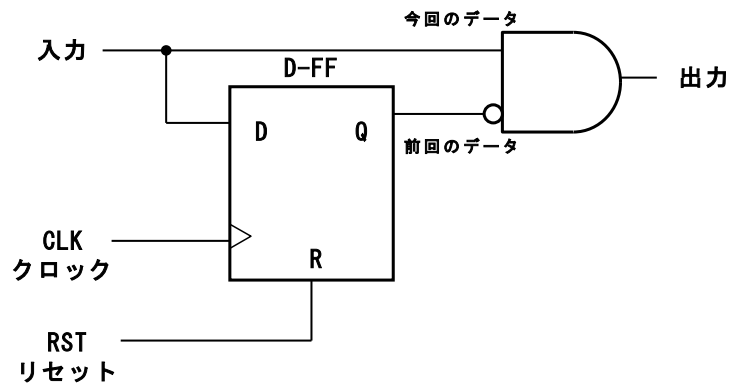 今回のデータ
入力
D-FF
出力
D
Q
前回のデータ
CLK
クロック
R
RST
リセット